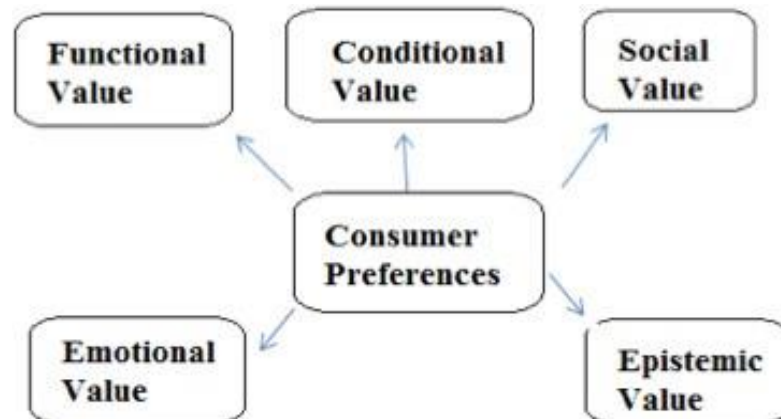 Functional
Value
Conditional
Value
Social
Value
Consumer
Preferences
Emotional
Value
Epistemic
Value